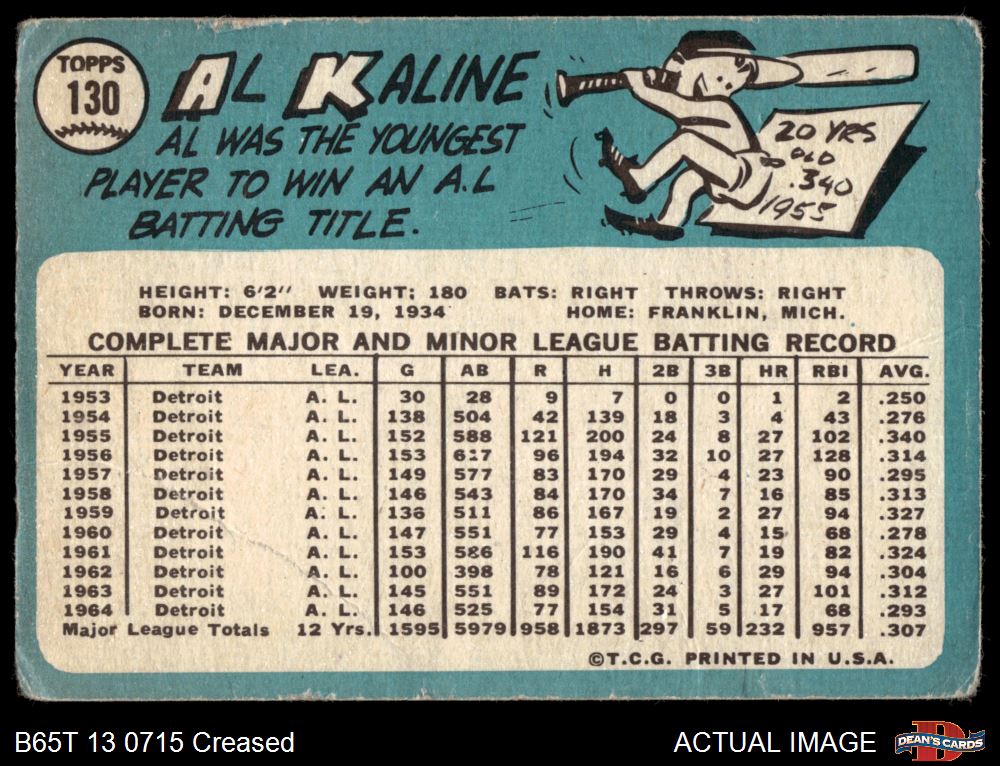 TOPPS
130
AL KALINE
AL WAS THE YOUNGEST
PLAYER TO WIN AN A.L
BATTING TITLE.
20 YRS
OLD
.340
1955
HEIGHT: 6'2" WEIGHT: 180 BATS: RIGHT THROWS: RIGHT
BORN: DECEMBER 19, 1934 HOME: FRANKLIN, MICH.
COMPLETE MAJOR AND MINOR LEAGUE BATTING RECORD
YEAR TEAM LEA. G AB R H 2B 3B HR RBI AVG.
1953 Detroit A. L. 30 28 9 7 0 0 1 2 .250
1954 Detroit A. L. 138 504 42 139 18 3 4 43 .276
1955 Detroit A. L. 152 588 121 200 24 8 27 102 .340
1956 Detroit A. L. 153 617 96 194 32 10 27 128 .314
1957 Detroit A. L. 149 577 83 170 29 4 23 90 .295
1958 Detroit A. L. 146 543 84 170 34 7 16 85 .313
1959 Detroit A. L. 136 511 86 167 19 2 27 94 .327
1960 Detroit A. L. 147 551 77 153 29 4 15 68 .278
1961 Detroit A. L. 153 586 116 190 41 7 19 82 .324
1962 Detroit A. L. 100 398 78 121 16 6 29 94 .304
1963 Detroit A. L. 145 551 89 172 24 3 27 101 .312
1964 Detroit A. L. 146 525 77 154 31 5 17 68 .293
Major League Totals 12 Yrs. 1595 5979 958 1873 297 59 232 957 .307
©T.C.G. PRINTED IN U.S.A.
B65T 13 0715 Creased
ACTUAL IMAGE
D
DEAN'S CARDS